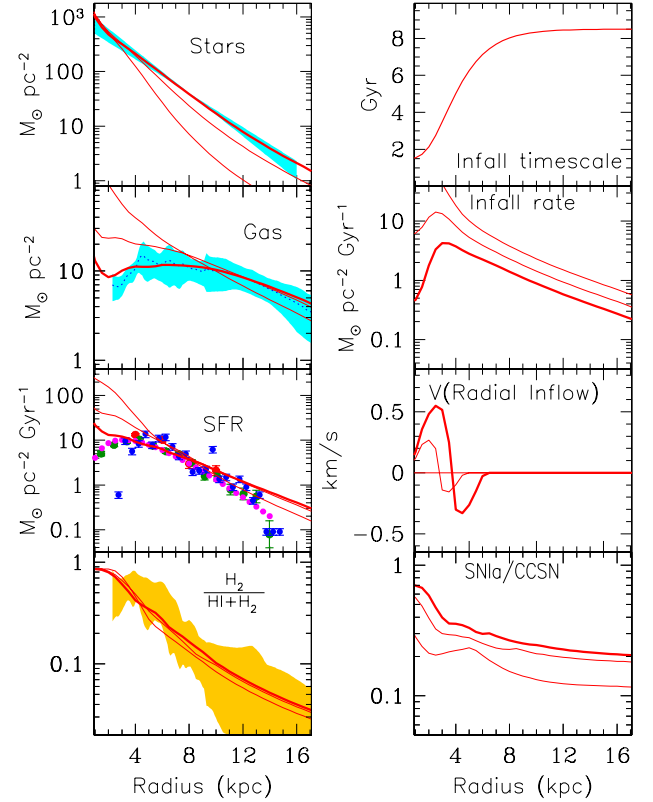 Stars
10³
100
10
1
M⊙ pc⁻²
Gas
10
1
M⊙ pc⁻²
SFR
100
10
1
0.1
M⊙ pc⁻² Gyr⁻¹
H₂
HI+H₂
1
0.1
4 8 12 16
Radius (kpc)
8
6
4
2
Gyr
Infall timescale
Infall rate
10
1
0.1
M⊙ pc⁻² Gyr⁻¹
V(Radial Inflow)
0.5
0
−0.5
km/s
SNIa/CCSN
1
0.1
4 8 12 16
Radius (kpc)